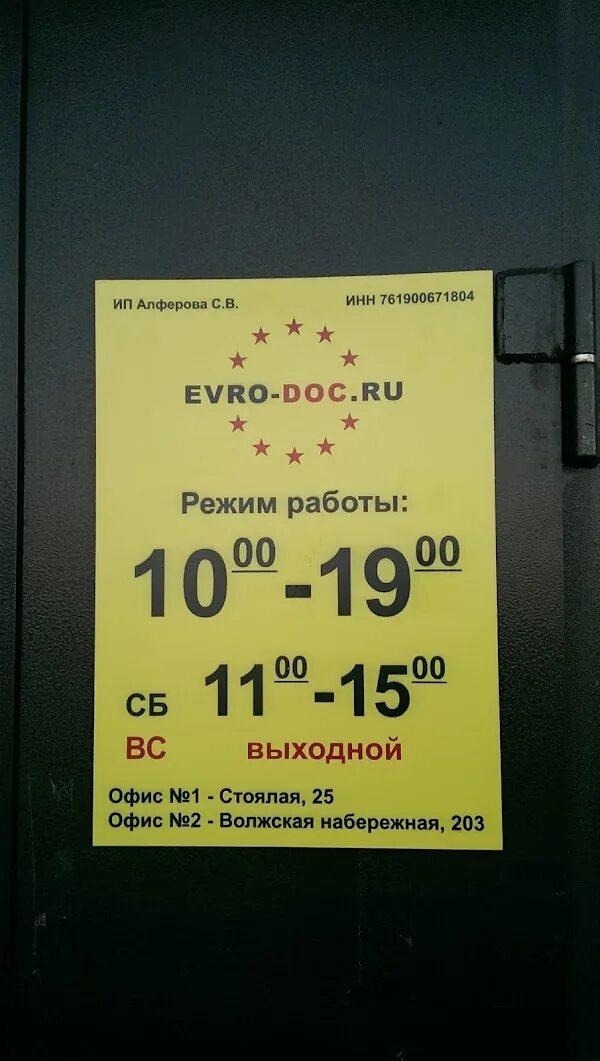 ИП Алферова С.В. ИНН 761900671804
EVRO-DOC.RU
Режим работы:
10⁰⁰-19⁰⁰
СБ 11⁰⁰-15⁰⁰
ВС выходной
Офис №1 - Стоялая, 25
Офис №2 - Волжская набережная, 203